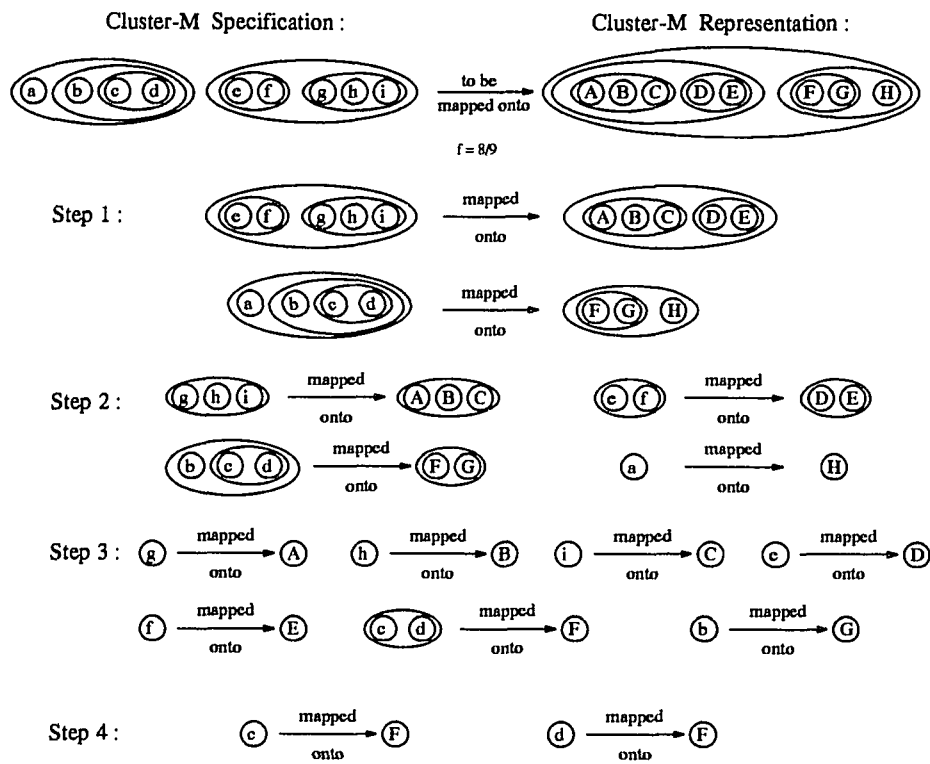 Cluster-M Specification : Cluster-M Representation :
a b c d e f g h i to be mapped onto A B C D E F G H
f = 8/9
Step 1 : e f g h i mapped onto A B C D E
a b c d mapped onto F G H
Step 2 : g h i mapped onto A B C e f mapped onto D E
b c d mapped onto F G a mapped onto H
Step 3 : g mapped onto A h mapped onto B i mapped onto C e mapped onto D
f mapped onto E c d mapped onto F b mapped onto G
Step 4 : c mapped onto F d mapped onto F